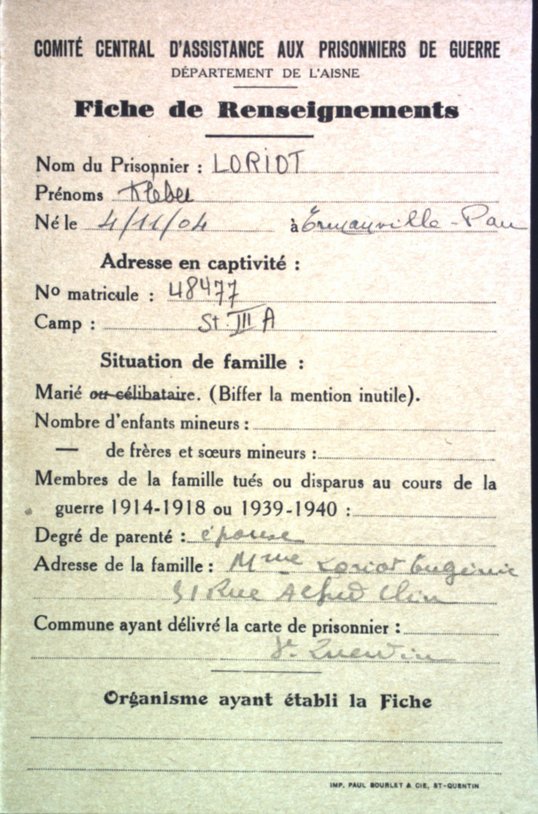 COMITÉ CENTRAL D'ASSISTANCE AUX PRISONNIERS DE GUERRE
DÉPARTEMENT DE L'AISNE
Fiche de Renseignements
Nom du Prisonnier : LORIOT
Prénoms Kleber
Né le 4/11/04 à
Adresse en captivité :
No matricule : 48477
Camp : St. III A
Situation de famille :
Marié ou célibataire. (Biffer la mention inutile).
Nombre d'enfants mineurs :
— de frères et sœurs mineurs :
Membres de la famille tués ou disparus au cours de la
guerre 1914-1918 ou 1939-1940 :
Degré de parenté : épouse
Adresse de la famille : Mme Loriot Eugénie
Rue Alfred Clin
Commune ayant délivré la carte de prisonnier :
St. Quentin
Organisme ayant établi la Fiche
IMP. PAUL BOURLET & CIE, ST-QUENTIN